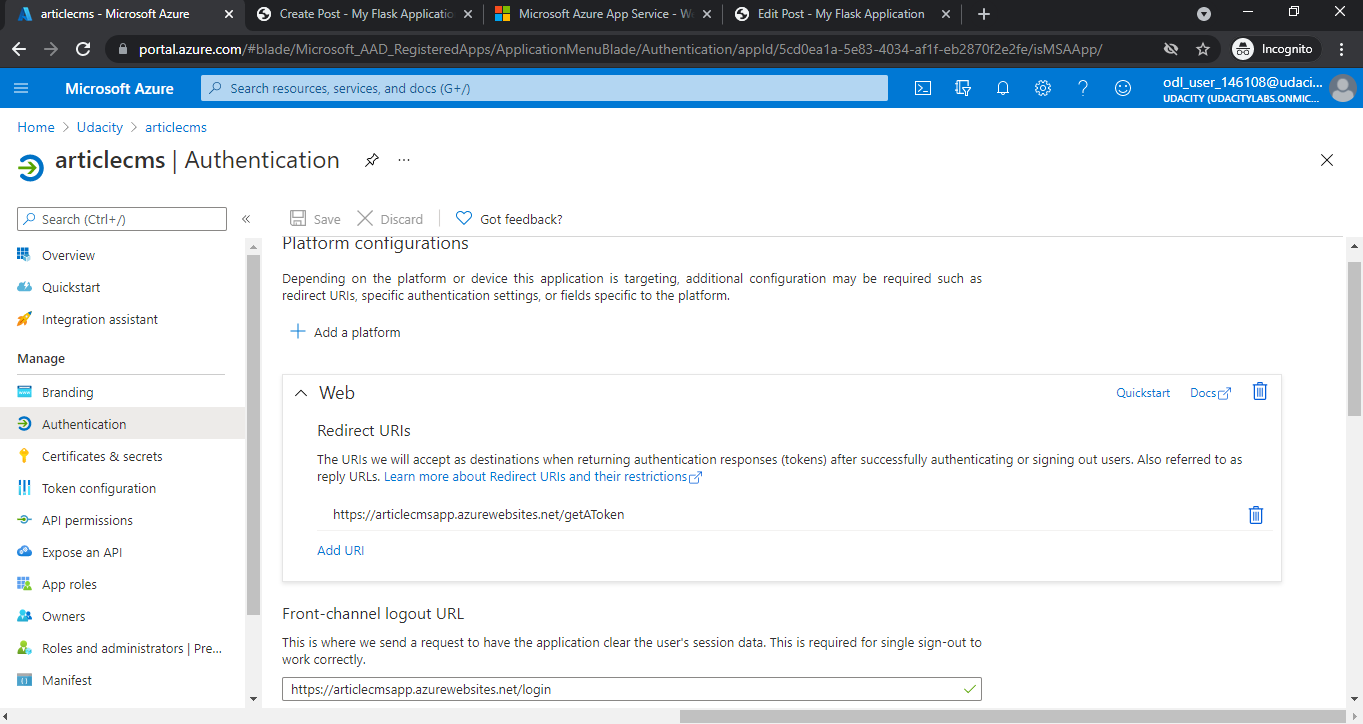 articlecms - Microsoft Azure
Create Post - My Flask Applicatio
Microsoft Azure App Service - We
Edit Post - My Flask Application
portal.azure.com/#blade/Microsoft_AAD_RegisteredApps/ApplicationMenuBlade/Authentication/appId/5cd0ea1a-5e83-4034-af1f-eb2870f2e2fe/isMSAApp/
Incognito
Microsoft Azure
Search resources, services, and docs (G+/)
odl_user_146108@udaci...
UDACITY (UDACITYLABS.ONMIC...
Home > Udacity > articlecms
articlecms | Authentication
Search (Ctrl+/)
Save
Discard
Got feedback?
Overview
Quickstart
Integration assistant
Manage
Branding
Authentication
Certificates & secrets
Token configuration
API permissions
Expose an API
App roles
Owners
Roles and administrators | Pre...
Manifest
Platform configurations
Depending on the platform or device this application is targeting, additional configuration may be required such as
redirect URIs, specific authentication settings, or fields specific to the platform.
Add a platform
Web
Quickstart
Docs
Redirect URIs
The URIs we will accept as destinations when returning authentication responses (tokens) after successfully authenticating or signing out users. Also referred to as
reply URLs. Learn more about Redirect URIs and their restrictions
https://articlecmsapp.azurewebsites.net/getAToken
Add URI
Front-channel logout URL
This is where we send a request to have the application clear the user's session data. This is required for single sign-out to
work correctly.
https://articlecmsapp.azurewebsites.net/login